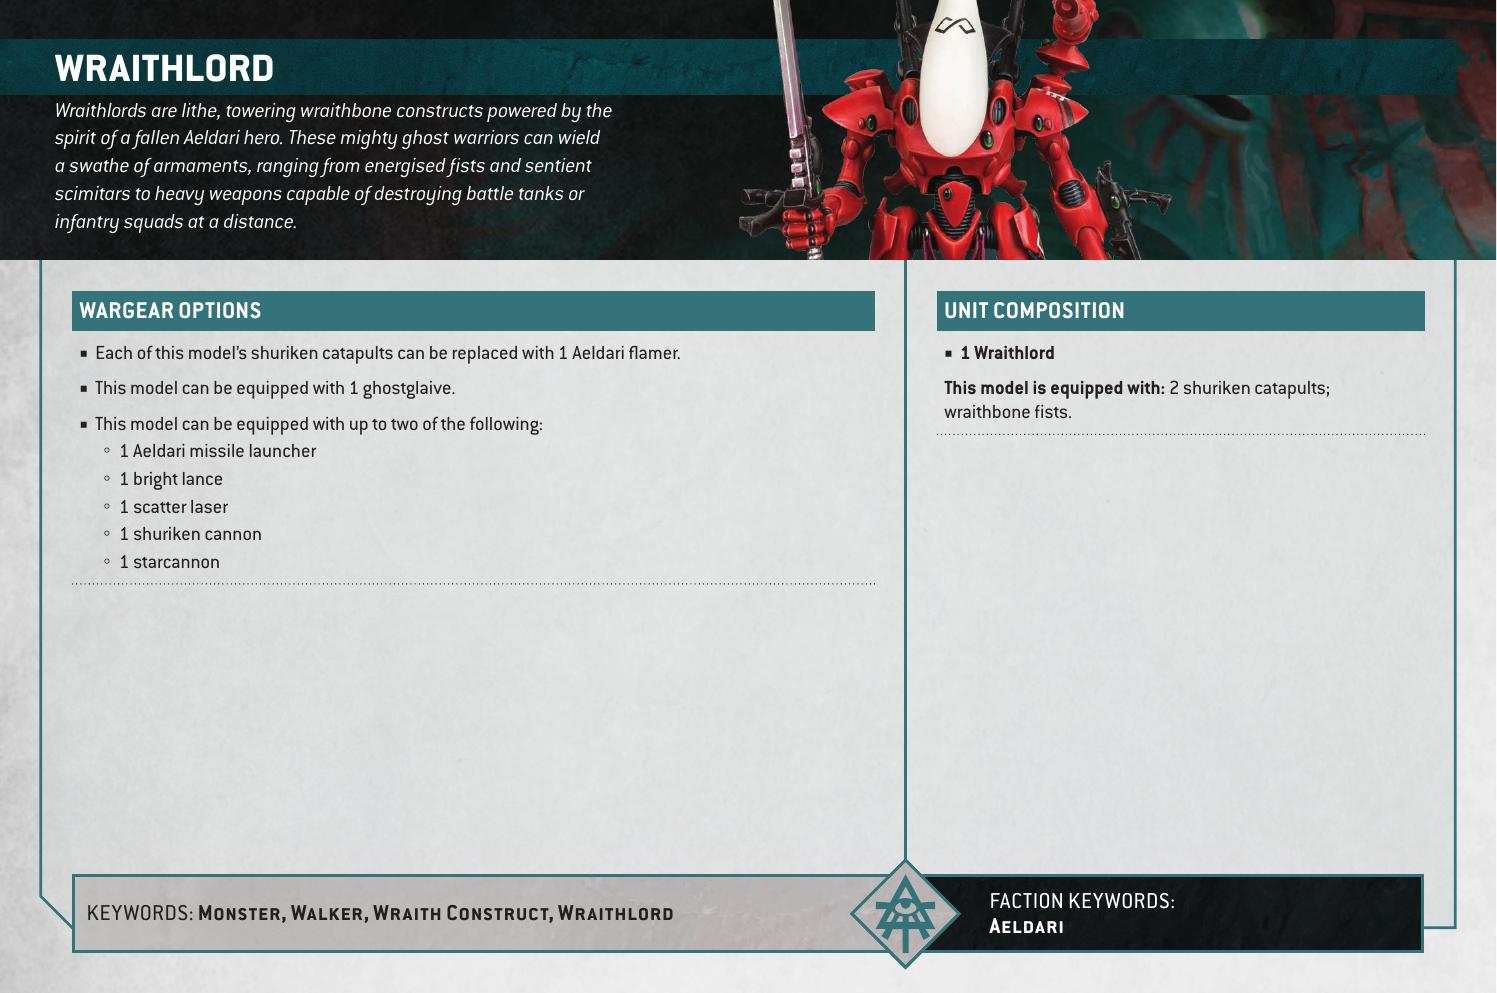 WRAITHLORD
Wraithlords are lithe, towering wraithbone constructs powered by the
spirit of a fallen Aeldari hero. These mighty ghost warriors can wield
a swathe of armaments, ranging from energised fists and sentient
scimitars to heavy weapons capable of destroying battle tanks or
infantry squads at a distance.
WARGEAR OPTIONS
■ Each of this model’s shuriken catapults can be replaced with 1 Aeldari flamer.
■ This model can be equipped with 1 ghostglaive.
■ This model can be equipped with up to two of the following:
◦ 1 Aeldari missile launcher
◦ 1 bright lance
◦ 1 scatter laser
◦ 1 shuriken cannon
◦ 1 starcannon
UNIT COMPOSITION
■ 1 Wraithlord
This model is equipped with: 2 shuriken catapults;
wraithbone fists.
KEYWORDS: Monster, Walker, Wraith Construct, Wraithlord
FACTION KEYWORDS:
Aeldari